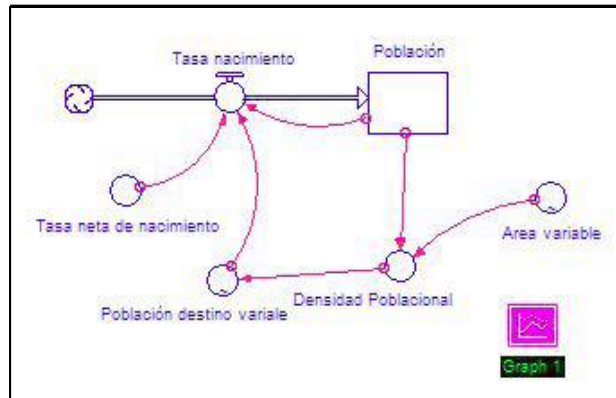 Tasa nacimiento
Población
Tasa neta de nacimiento
Area variable
Población destino variale
Densidad Poblacional
Graph 1